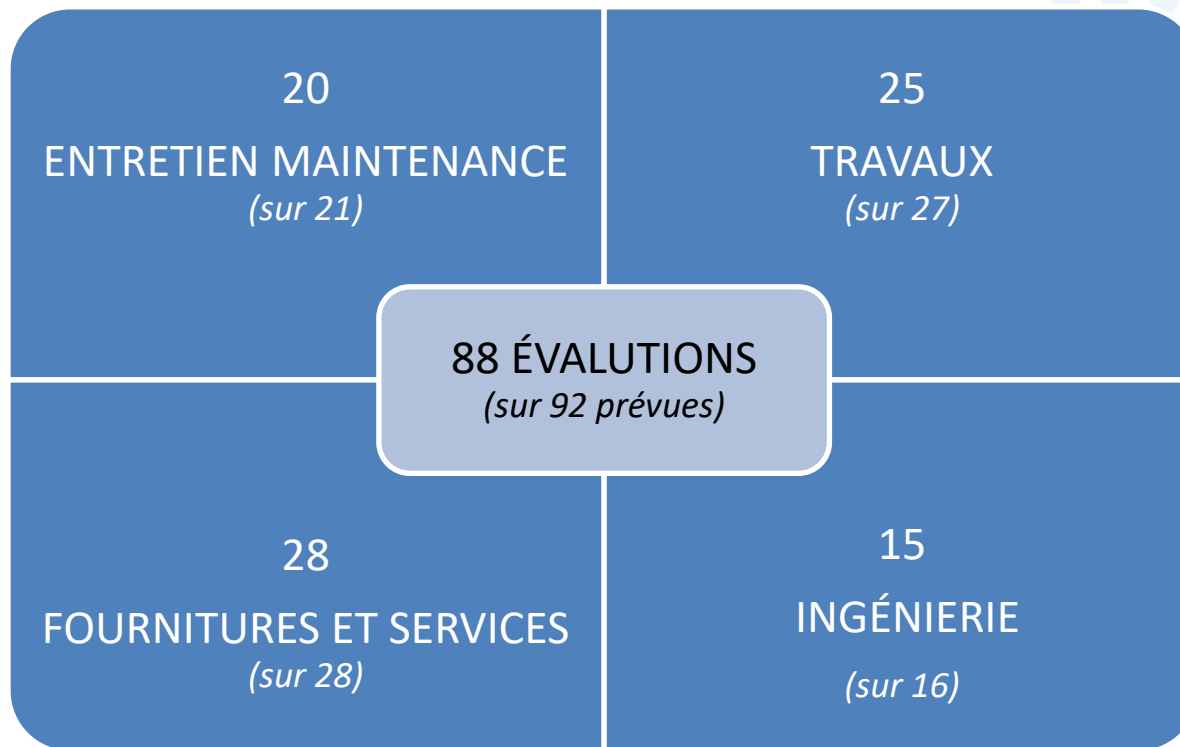 20
ENTRETIEN MAINTENANCE
(sur 21)
25
TRAVAUX
(sur 27)
88 ÉVALUTIONS
(sur 92 prévues)
28
FOURNITURES ET SERVICES
(sur 28)
15
INGÉNIERIE
(sur 16)